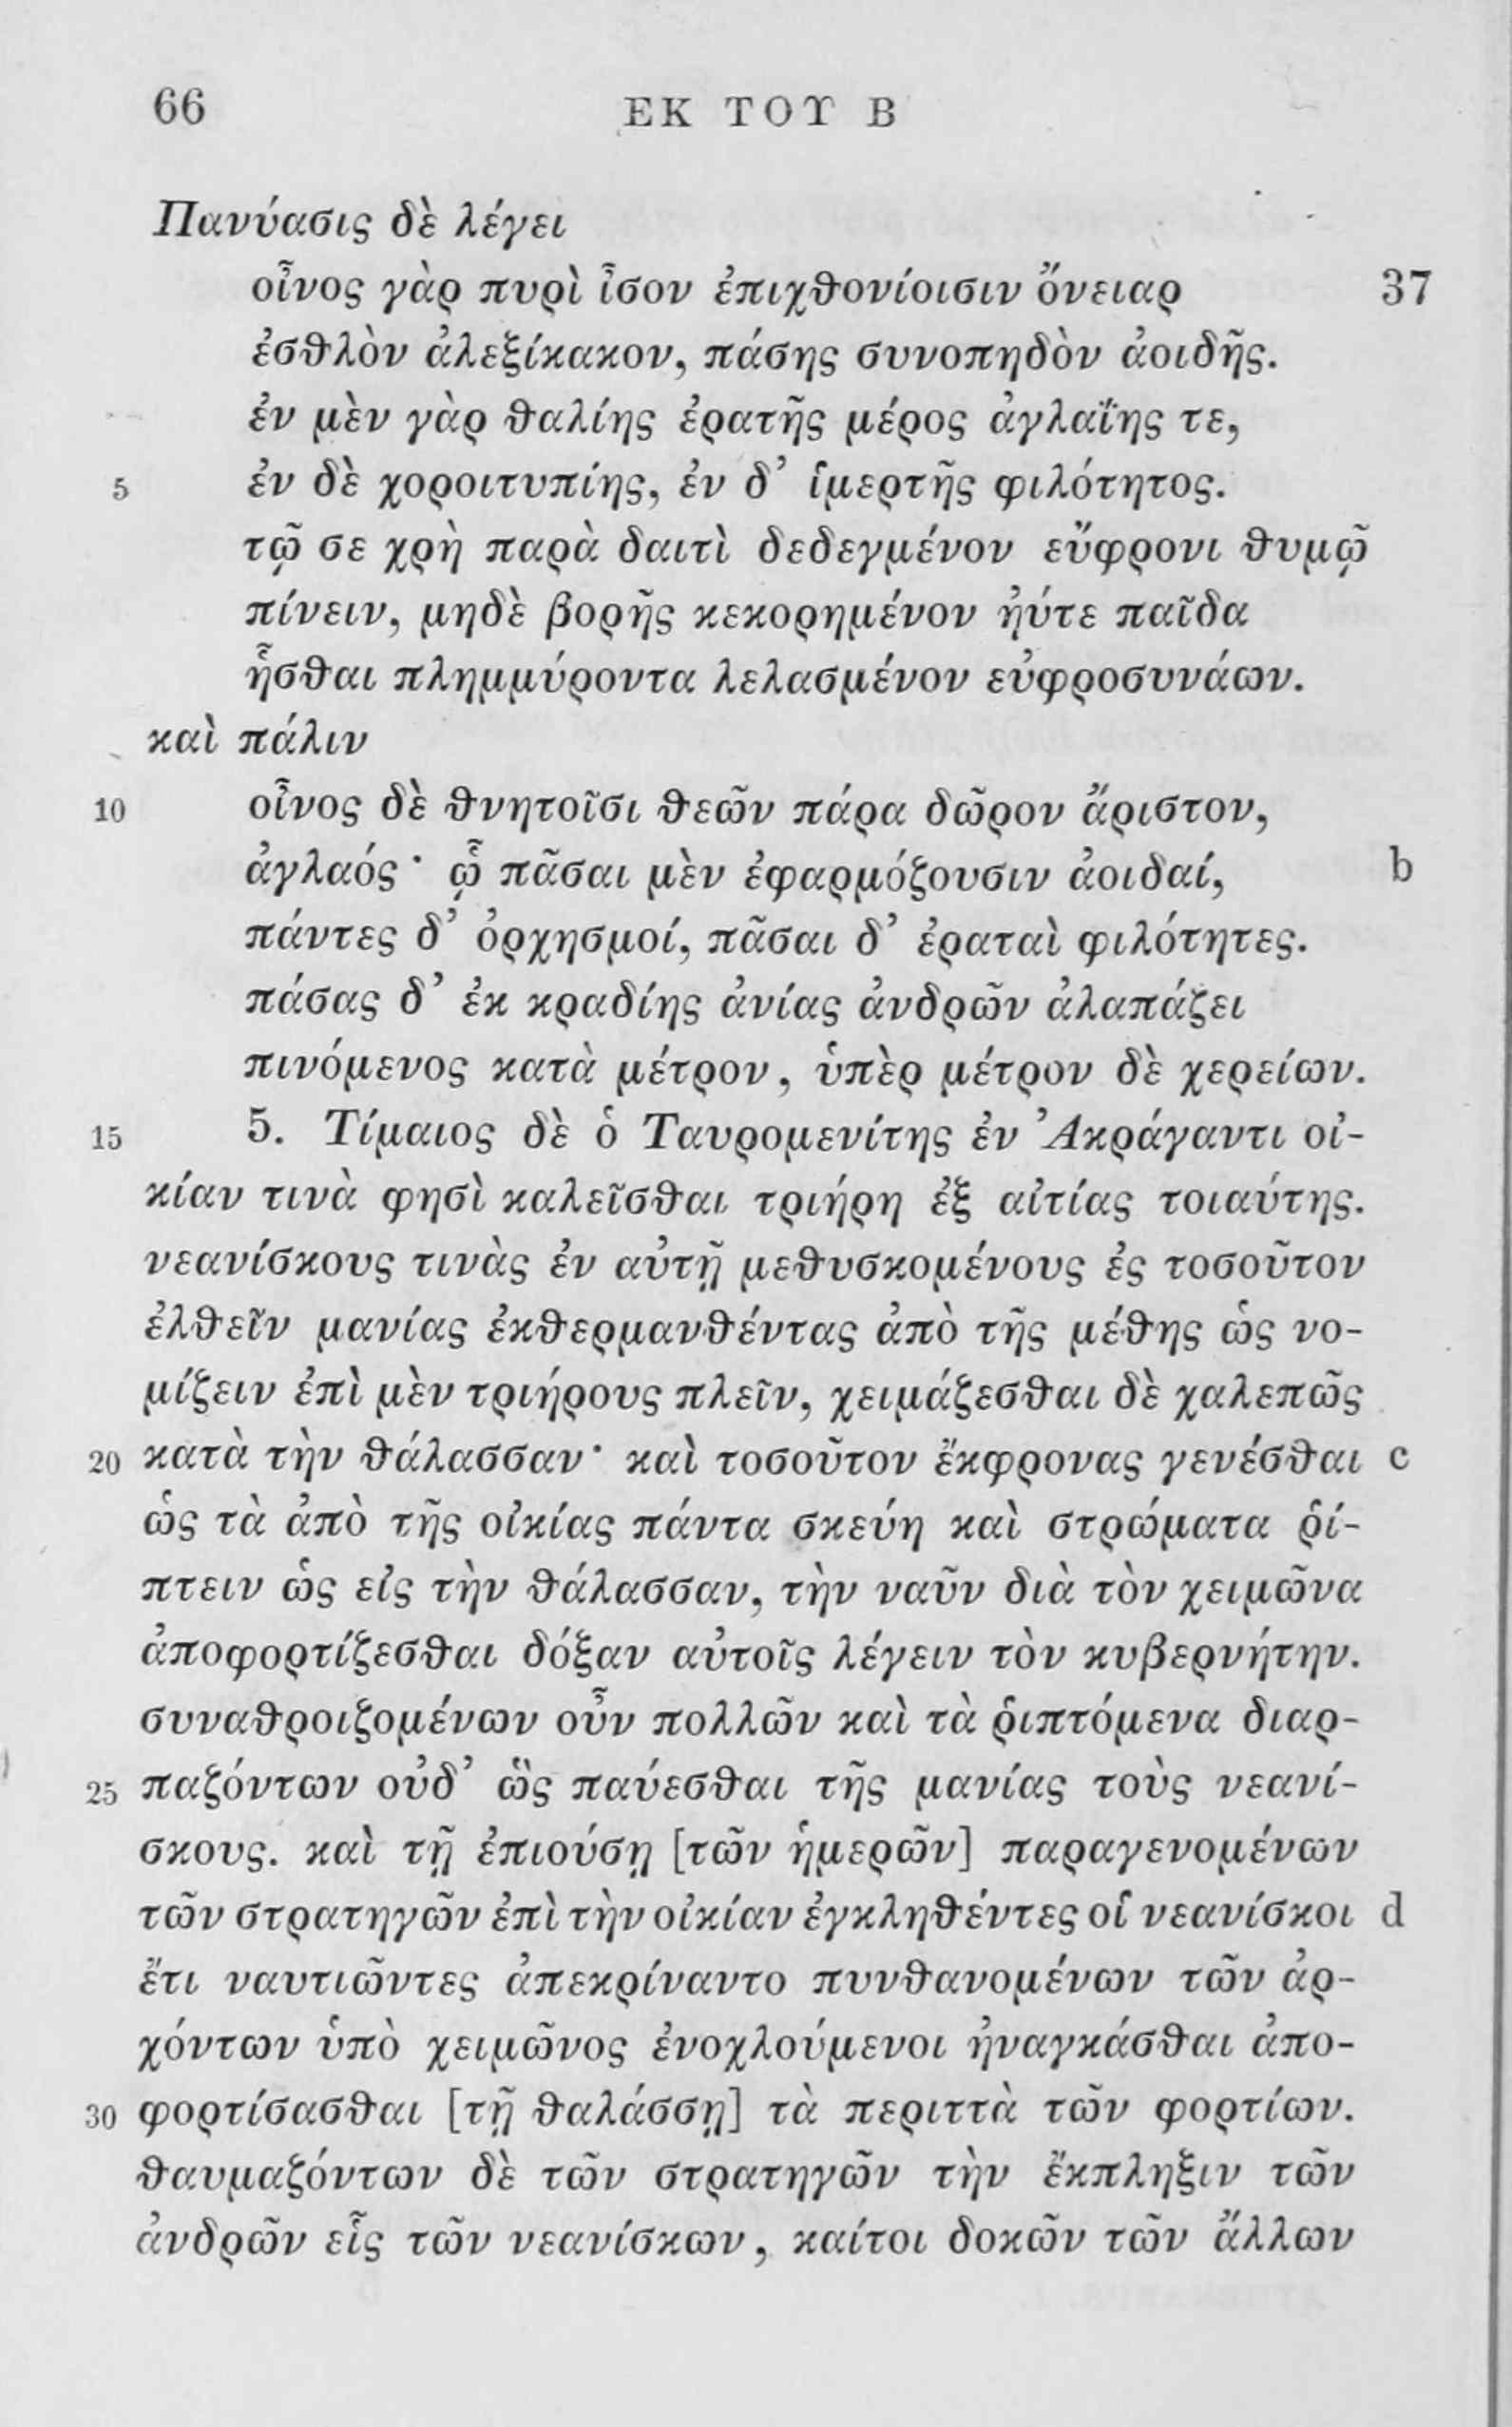 66 ΕΚ ΤΟΥ Β
Πανύασις δὲ λέγει
οἶνος γὰρ πυρὶ ἶσον ἐπιχθονίοισιν ὄνειαρ 37
ἐσθλὸν ἀλεξίκακον, πάσης συνοπηδὸν ἀοιδῆς.
ἐν μὲν γὰρ θαλίης ἐρατῆς μέρος ἀγλαΐης τε,
5 ἐν δὲ χοροιτυπίης, ἐν δ’ ἱμερτῆς φιλότητος.
τῷ σε χρὴ παρὰ δαιτὶ δεδεγμένον εὔφρονι θυμῷ
πίνειν, μηδὲ βορῆς κεκορημένον ἠύτε παῖδα
ἧσθαι πλημμύροντα λελασμένον εὐφροσυνάων.
καὶ πάλιν
10 οἶνος δὲ θνητοῖσι θεῶν πάρα δῶρον ἄριστον,
ἀγλαός· ᾧ πᾶσαι μὲν ἐφαρμόζουσιν ἀοιδαί, b
πάντες δ’ ὀρχησμοί, πᾶσαι δ’ ἐραταὶ φιλότητες.
πάσας δ’ ἐκ κραδίης ἀνίας ἀνδρῶν ἀλαπάζει
πινόμενος κατὰ μέτρον, ὑπὲρ μέτρον δὲ χερείων.
15 5. Τίμαιος δὲ ὁ Ταυρομενίτης ἐν Ἀκράγαντι οἰ-
κίαν τινὰ φησὶ καλεῖσθαι τριήρη ἐξ αἰτίας τοιαύτης.
νεανίσκους τινὰς ἐν αὐτῇ μεθυσκομένους ἐς τοσοῦτον
ἐλθεῖν μανίας ἐκθερμανθέντας ἀπὸ τῆς μέθης ὡς νο-
μίζειν ἐπὶ μὲν τριήρους πλεῖν, χειμάζεσθαι δὲ χαλεπῶς
20 κατὰ τὴν θάλασσαν· καὶ τοσοῦτον ἔκφρονας γενέσθαι c
ὡς τὰ ἀπὸ τῆς οἰκίας πάντα σκεύη καὶ στρώματα ῥί-
πτειν ὡς εἰς τὴν θάλασσαν, τὴν ναῦν διὰ τὸν χειμῶνα
ἀποφορτίζεσθαι δόξαν αὐτοῖς λέγειν τὸν κυβερνήτην.
συναθροιζομένων οὖν πολλῶν καὶ τὰ ῥιπτόμενα διαρ-
25 παζόντων οὐδ’ ὣς παύεσθαι τῆς μανίας τοὺς νεανί-
σκους. καὶ τῇ ἐπιούσῃ [τῶν ἡμερῶν] παραγενομένων
τῶν στρατηγῶν ἐπὶ τὴν οἰκίαν ἐγκληθέντες οἱ νεανίσκοι d
ἔτι ναυτιῶντες ἀπεκρίναντο πυνθανομένων τῶν ἀρ-
χόντων ὑπὸ χειμῶνος ἐνοχλούμενοι ἠναγκάσθαι ἀπο-
30 φορτίσασθαι [τῇ θαλάσσῃ] τὰ περιττὰ τῶν φορτίων.
θαυμαζόντων δὲ τῶν στρατηγῶν τὴν ἔκπληξιν τῶν
ἀνδρῶν εἷς τῶν νεανίσκων, καίτοι δοκῶν τῶν ἄλλων